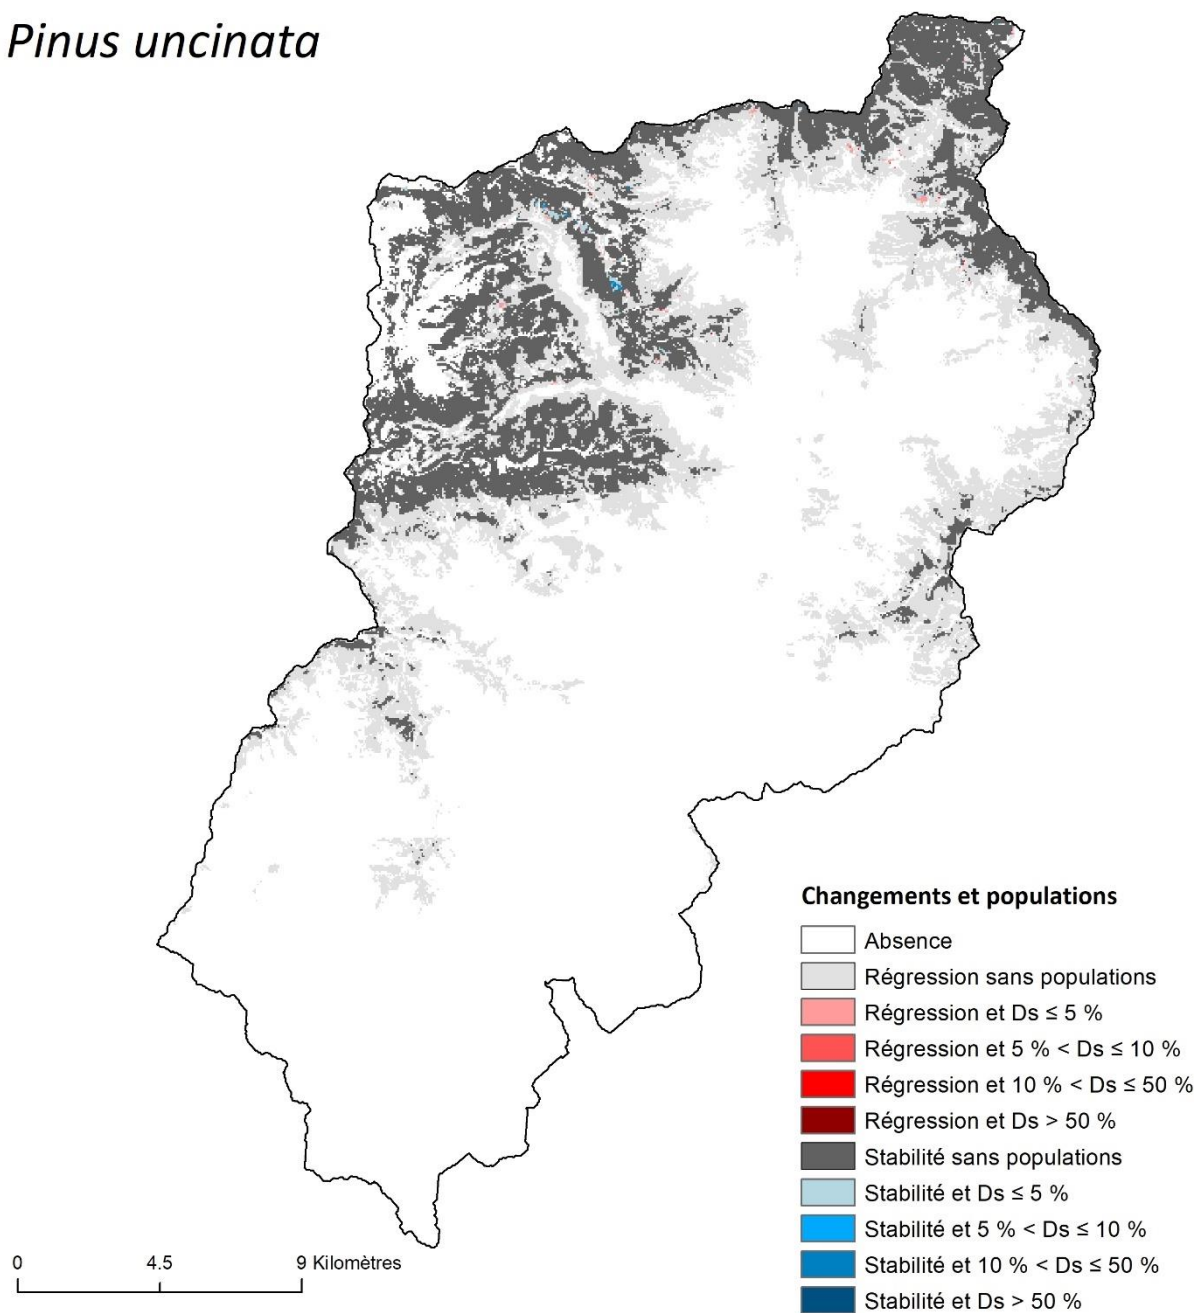 Pinus uncinata
Changements et populations
Absence
Régression sans populations
Régression et Ds ≤ 5 %
Régression et 5 % < Ds ≤ 10 %
Régression et 10 % < Ds ≤ 50 %
Régression et Ds > 50 %
Stabilité sans populations
Stabilité et Ds ≤ 5 %
Stabilité et 5 % < Ds ≤ 10 %
Stabilité et 10 % < Ds ≤ 50 %
Stabilité et Ds > 50 %
0 4.5 9 Kilomètres